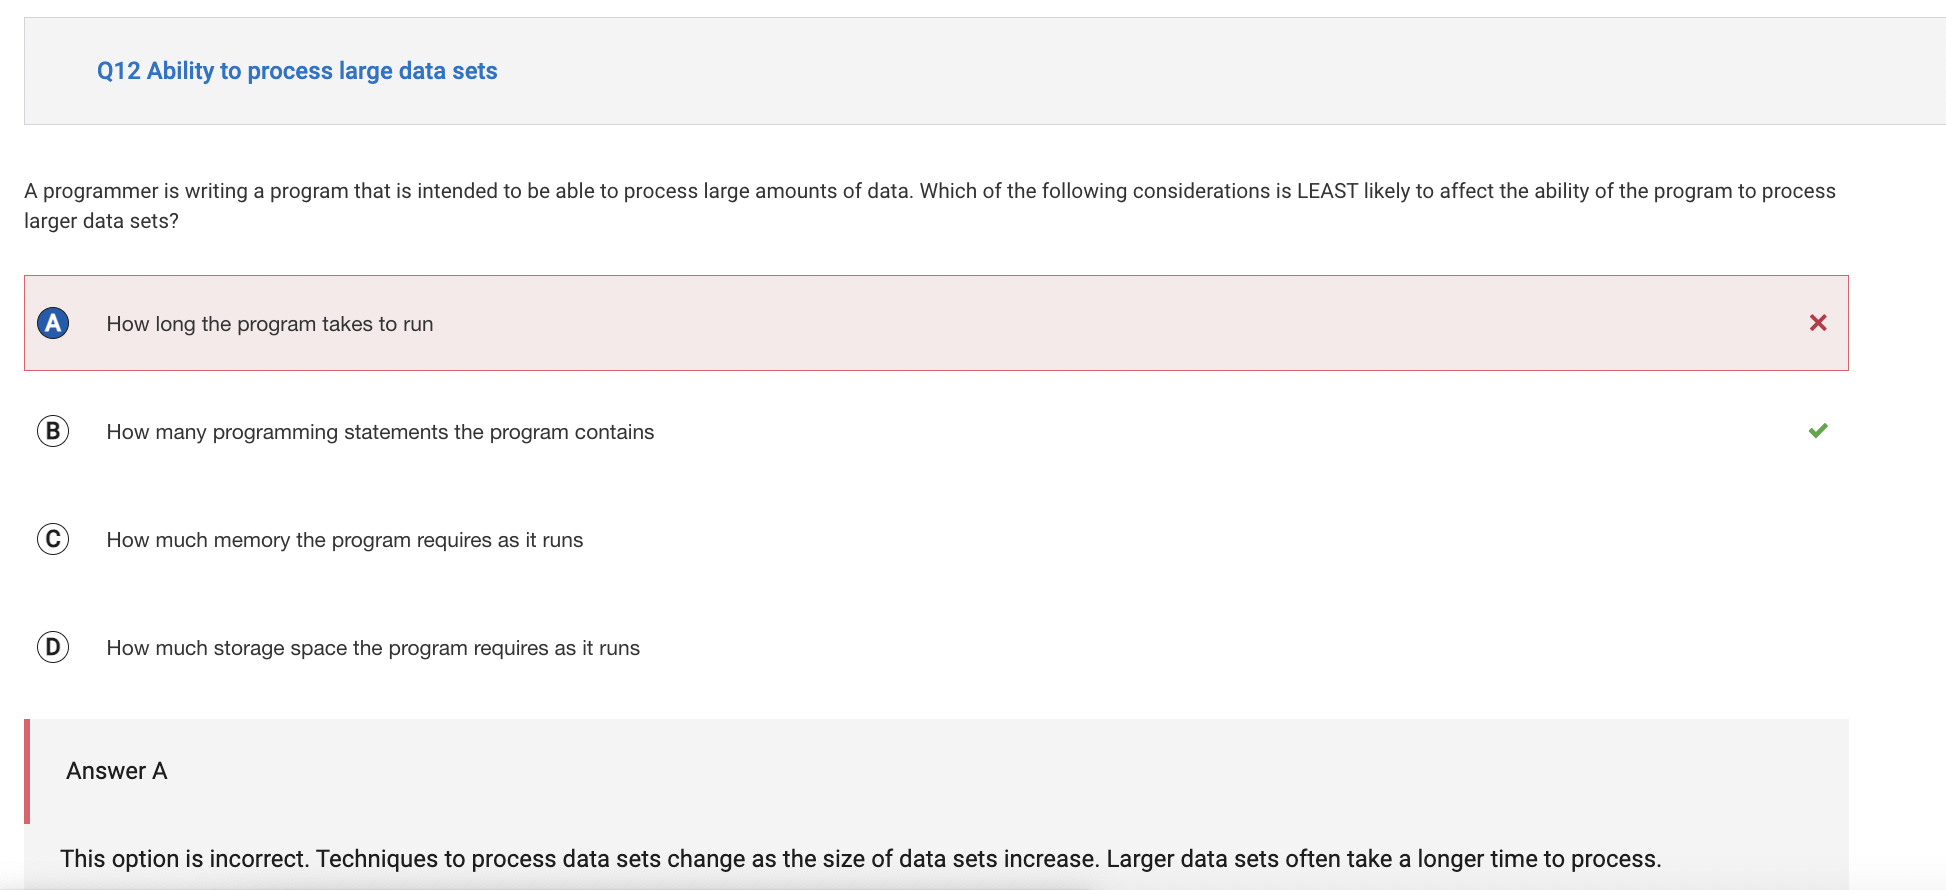 Q12 Ability to process large data sets
A programmer is writing a program that is intended to be able to process large amounts of data. Which of the following considerations is LEAST likely to affect the ability of the program to process
larger data sets?
A How long the program takes to run
B How many programming statements the program contains
C How much memory the program requires as it runs
D How much storage space the program requires as it runs
Answer A
This option is incorrect. Techniques to process data sets change as the size of data sets increase. Larger data sets often take a longer time to process.